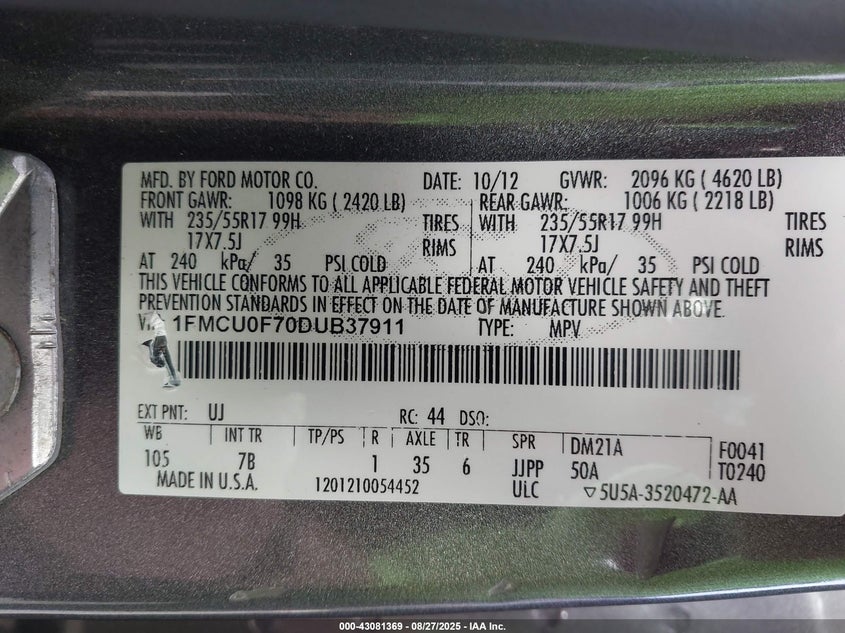 MFD. BY FORD MOTOR CO. DATE: 10/12 GVWR: 2096 KG ( 4620 LB)
FRONT GAWR: 1098 KG ( 2420 LB) REAR GAWR: 1006 KG ( 2218 LB)
WITH 235/55R17 99H TIRES WITH 235/55R17 99H TIRES
17X7.5J RIMS 17X7.5J RIMS
AT 240 kPa/ 35 PSI COLD AT 240 kPa/ 35 PSI COLD
THIS VEHICLE CONFORMS TO ALL APPLICABLE FEDERAL MOTOR VEHICLE SAFETY AND THEFT
PREVENTION STANDARDS IN EFFECT ON THE DATE OF MANUFACTURE SHOWN ABOVE.
1FMCU0F70DUB37911 TYPE: MPV
EXT PNT: UJ RC: 44 DSO:
WB INT TR TP/PS R AXLE TR SPR DM21A F0041
105 7B 1 35 6 JJPP 50A T0240
MADE IN U.S.A. 1201210054452 ULC ▽5U5A-3520472-AA
000-43081369 - 08/27/2025 - IAA Inc.